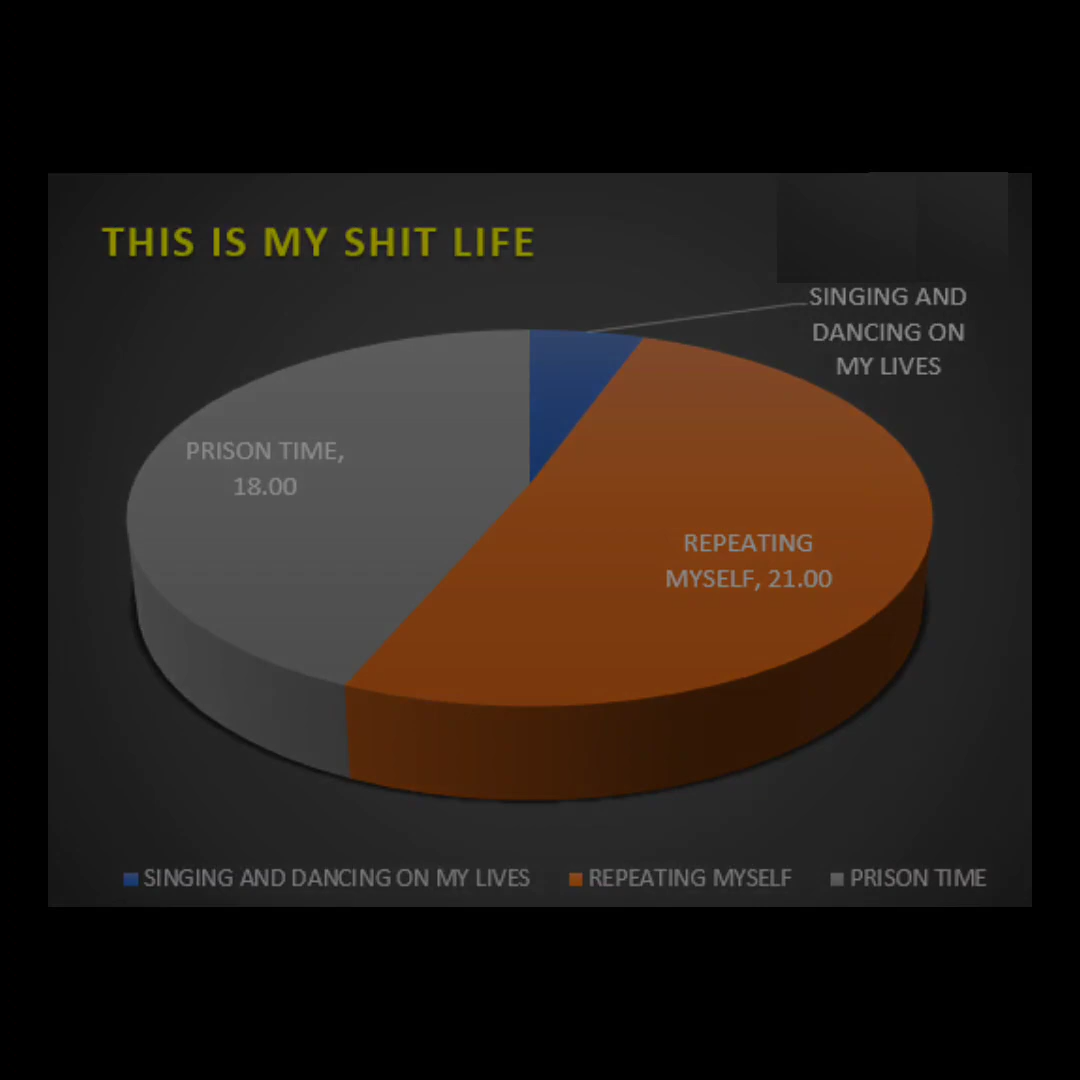 THIS IS MY SHIT LIFE
SINGING AND
DANCING ON
MY LIVES
PRISON TIME,
18.00
REPEATING
MYSELF, 21.00
SINGING AND DANCING ON MY LIVES
REPEATING MYSELF
PRISON TIME